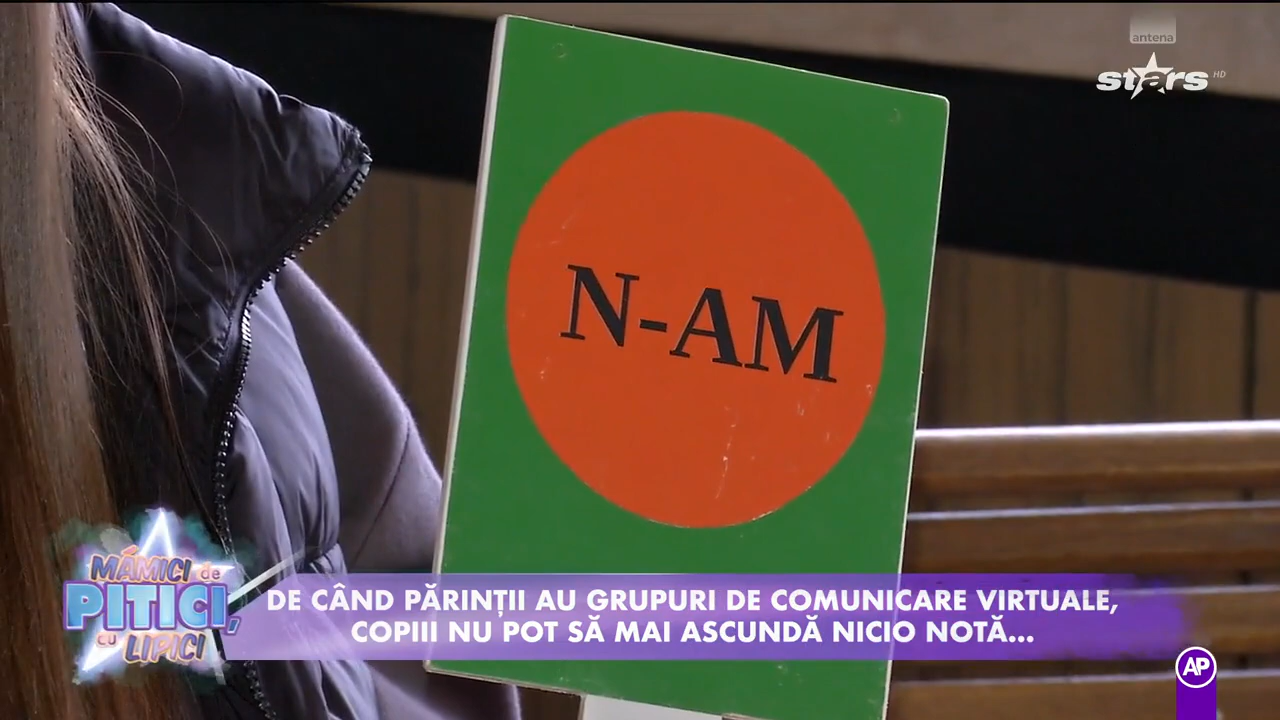 antena
stars HD
N-AM
MĂMICI de
PITICI,
cu LIPICI
DE CÂND PĂRINȚII AU GRUPURI DE COMUNICARE VIRTUALE,
COPIII NU POT SĂ MAI ASCUNDĂ NICIO NOTĂ...
AP